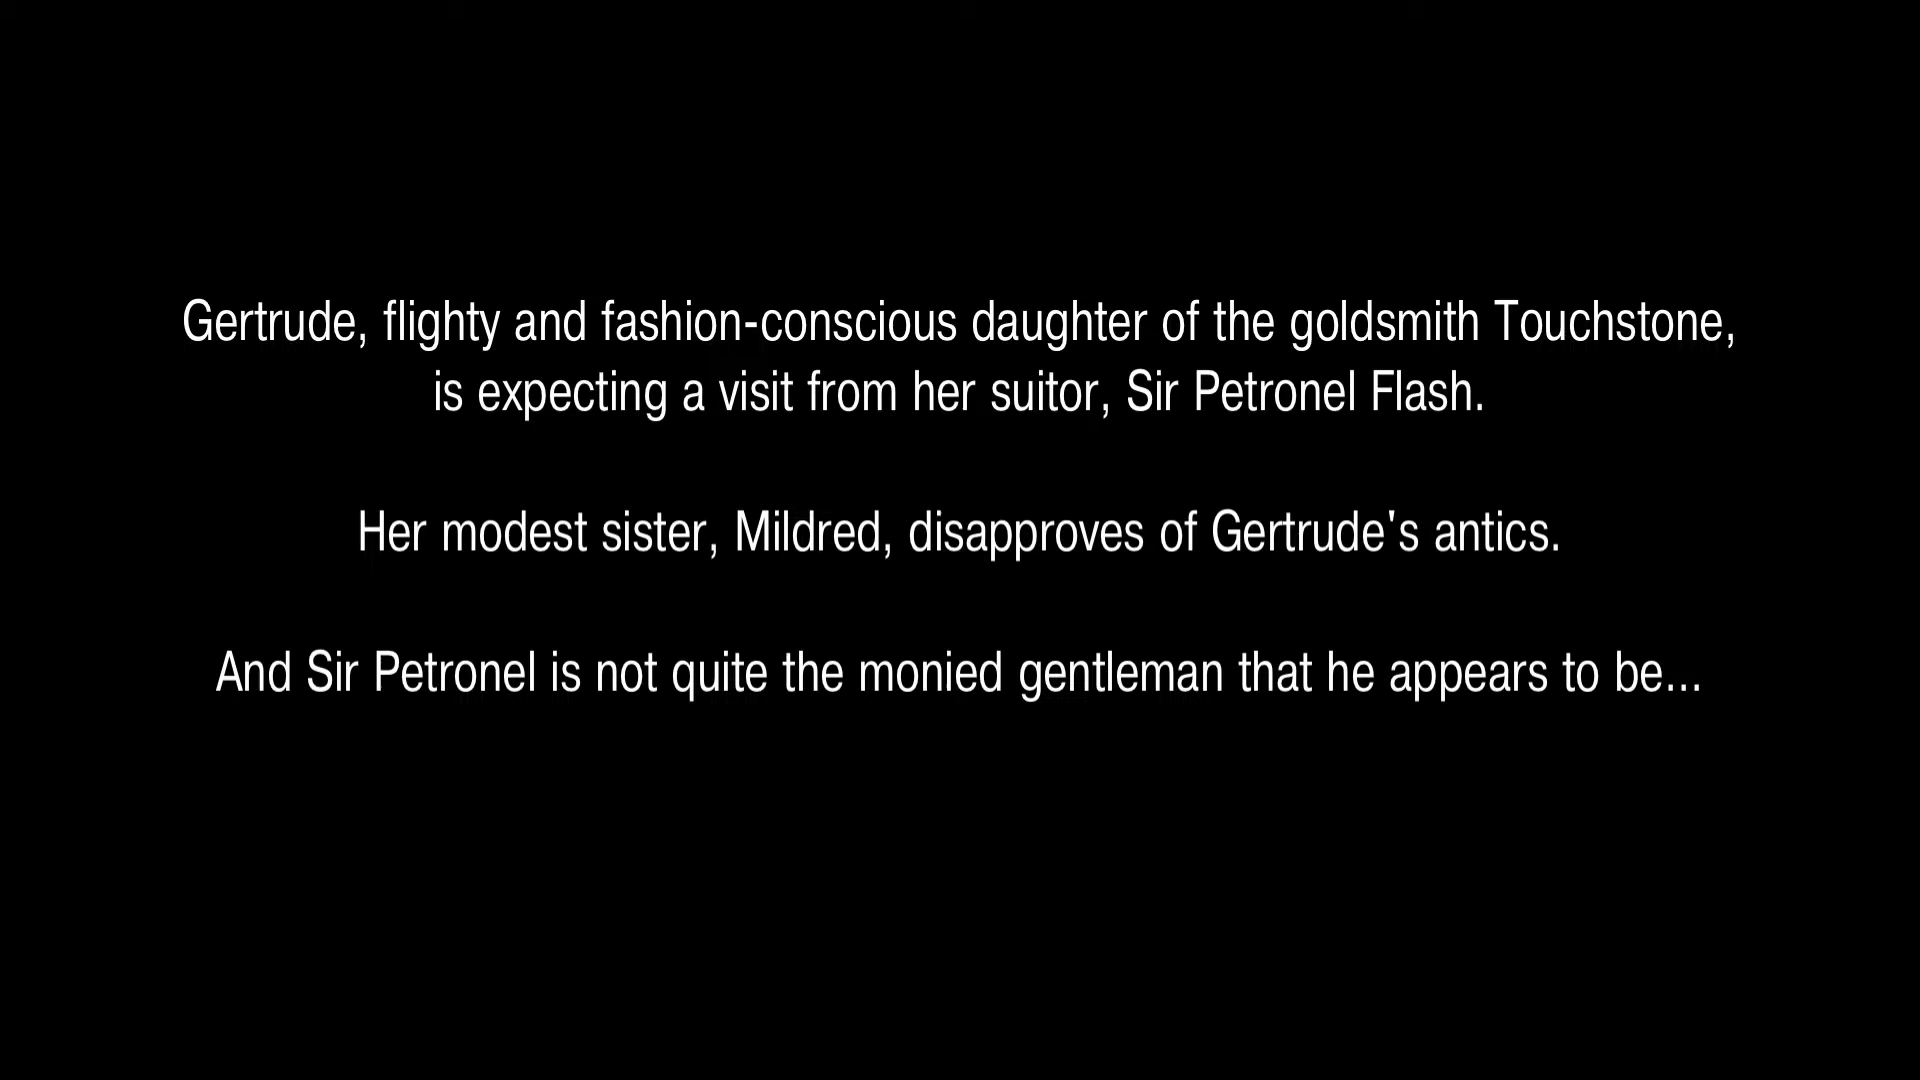 Gertrude, flighty and fashion-conscious daughter of the goldsmith Touchstone,
is expecting a visit from her suitor, Sir Petronel Flash.
Her modest sister, Mildred, disapproves of Gertrude's antics.
And Sir Petronel is not quite the monied gentleman that he appears to be...